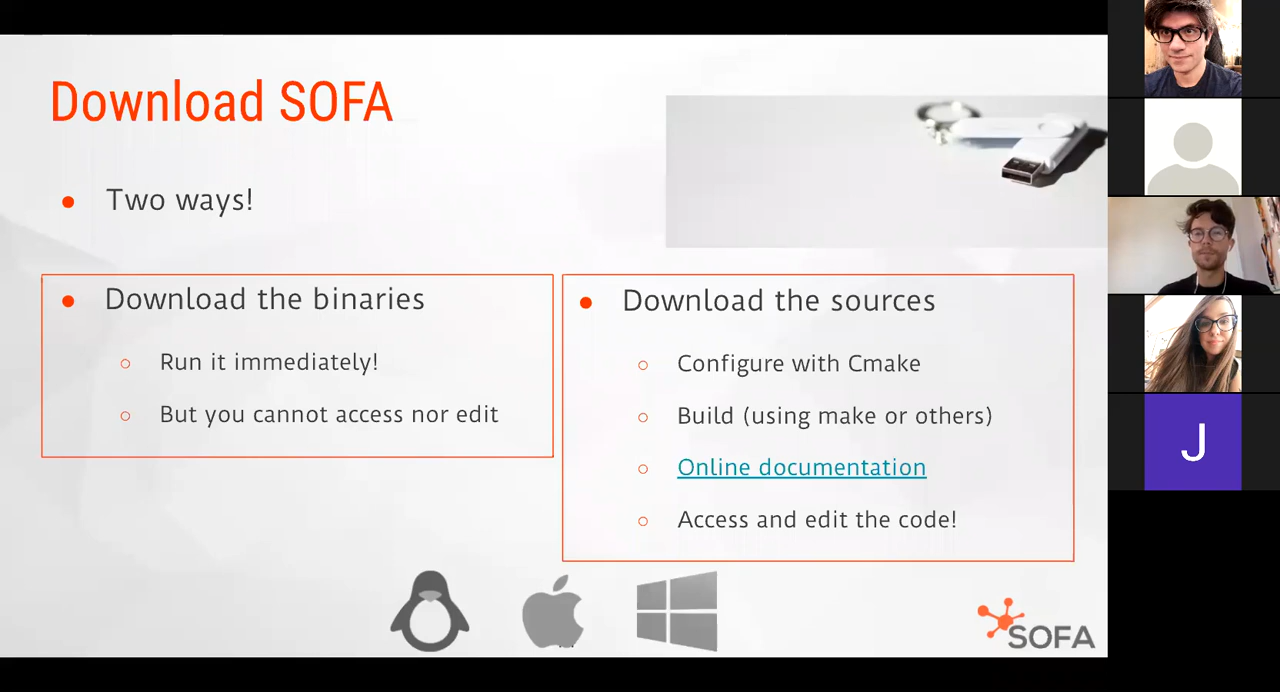 Download SOFA
Two ways!
Download the binaries
Run it immediately!
But you cannot access nor edit
Download the sources
Configure with Cmake
Build (using make or others)
Online documentation
Access and edit the code!
SOFA
J